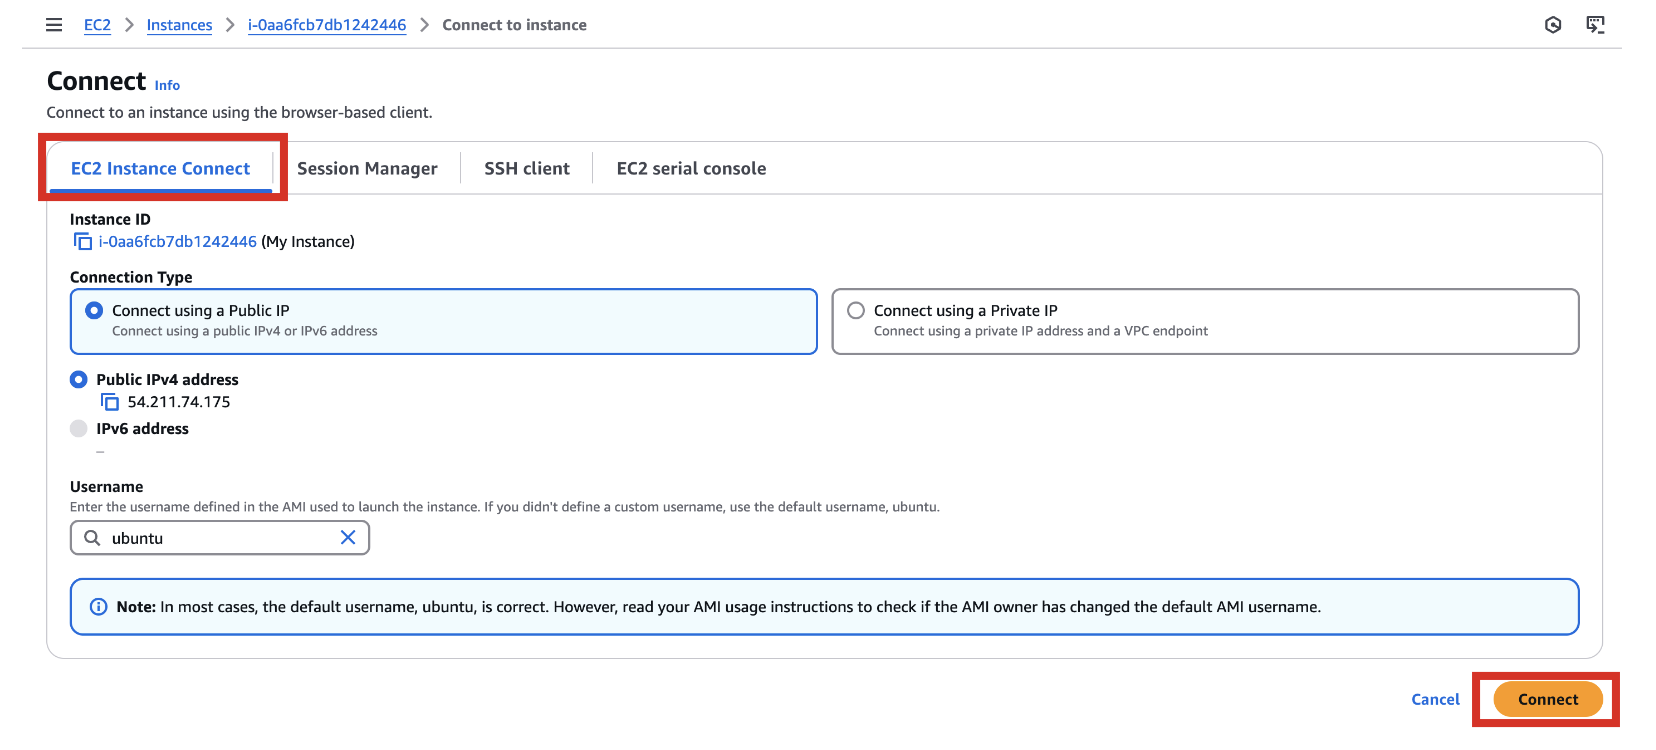 EC2 > Instances > i-0aa6fcb7db1242446 > Connect to instance
Connect Info
Connect to an instance using the browser-based client.
EC2 Instance Connect Session Manager SSH client EC2 serial console
Instance ID
i-0aa6fcb7db1242446 (My Instance)
Connection Type
Connect using a Public IP
Connect using a public IPv4 or IPv6 address
Connect using a Private IP
Connect using a private IP address and a VPC endpoint
Public IPv4 address
54.211.74.175
IPv6 address
–
Username
Enter the username defined in the AMI used to launch the instance. If you didn't define a custom username, use the default username, ubuntu.
ubuntu
Note: In most cases, the default username, ubuntu, is correct. However, read your AMI usage instructions to check if the AMI owner has changed the default AMI username.
Cancel Connect